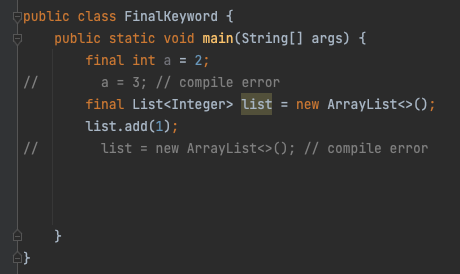 public class FinalKeyword {
    public static void main(String[] args) {
        final int a = 2;
//        a = 3; // compile error
        final List<Integer> list = new ArrayList<>();
        list.add(1);
//        list = new ArrayList<>(); // compile error
    }
}